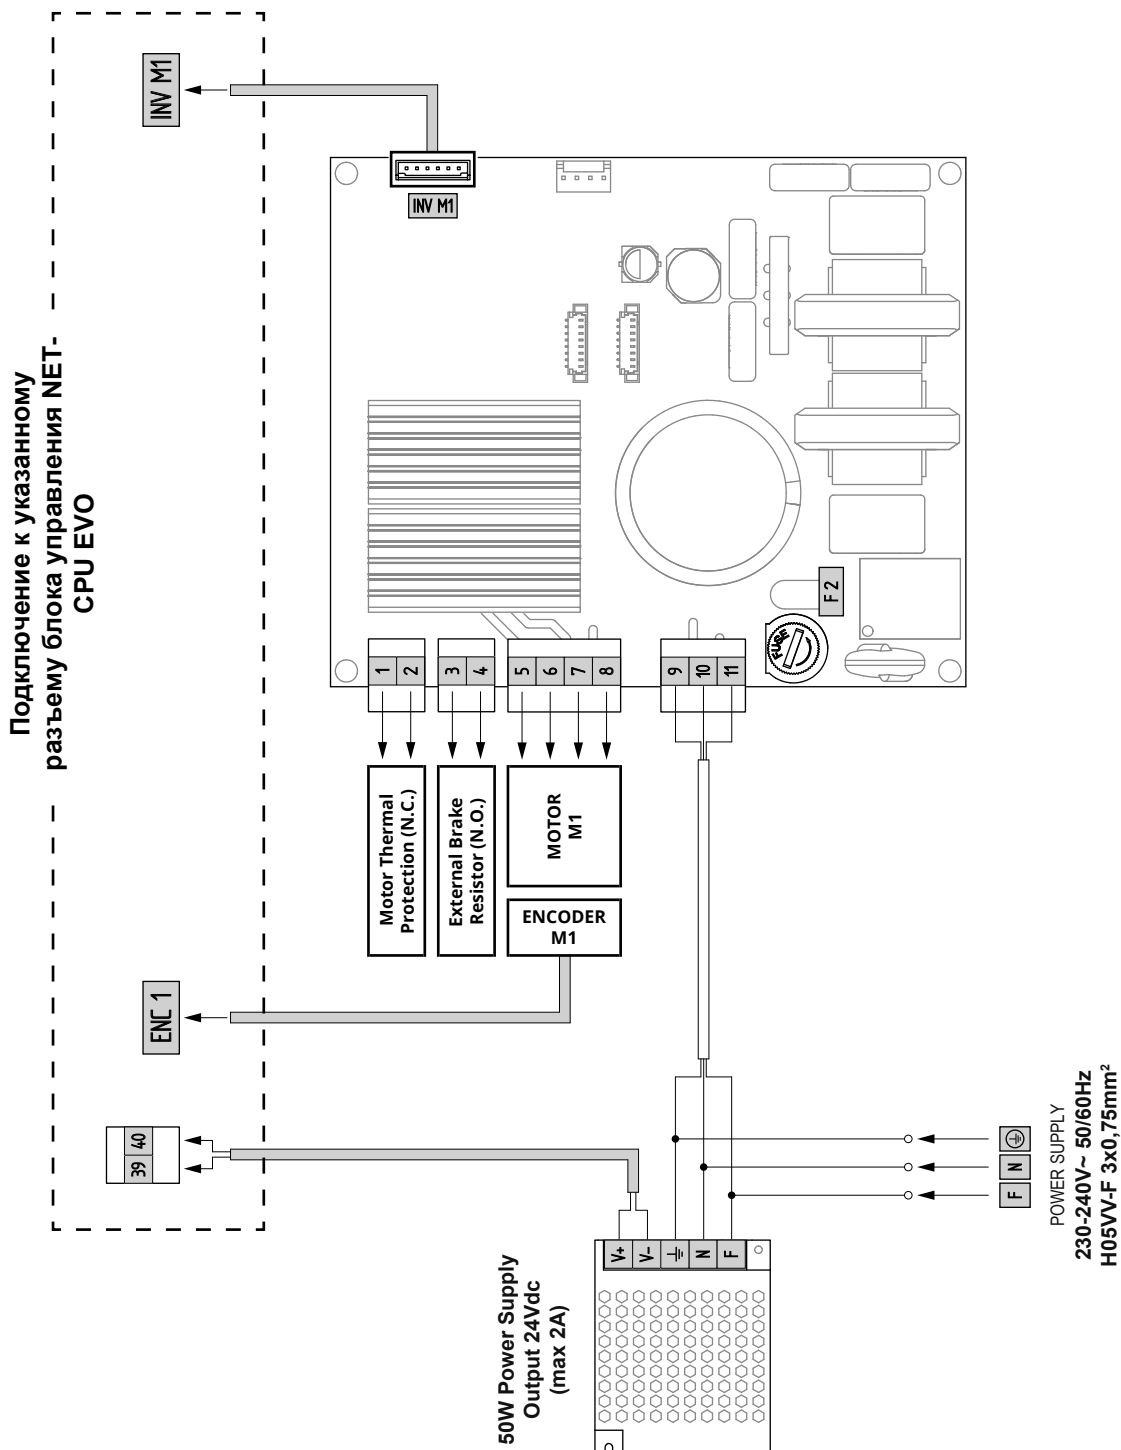 Подключение к указанному
разъему блока управления NET-
CPU EVO
INV M1
INV M1
F 2
FUSE
1
2
3
4
5
6
7
8
9
10
11
Motor Thermal
Protection (N.C.)
External Brake
Resistor (N.O.)
MOTOR
M1
ENCODER
M1
ENC 1
39 40
50W Power Supply
Output 24Vdc
(max 2A)
V+
V-
N
F
F
N
POWER SUPPLY
230-240V~ 50/60Hz
H05VV-F 3x0,75mm²